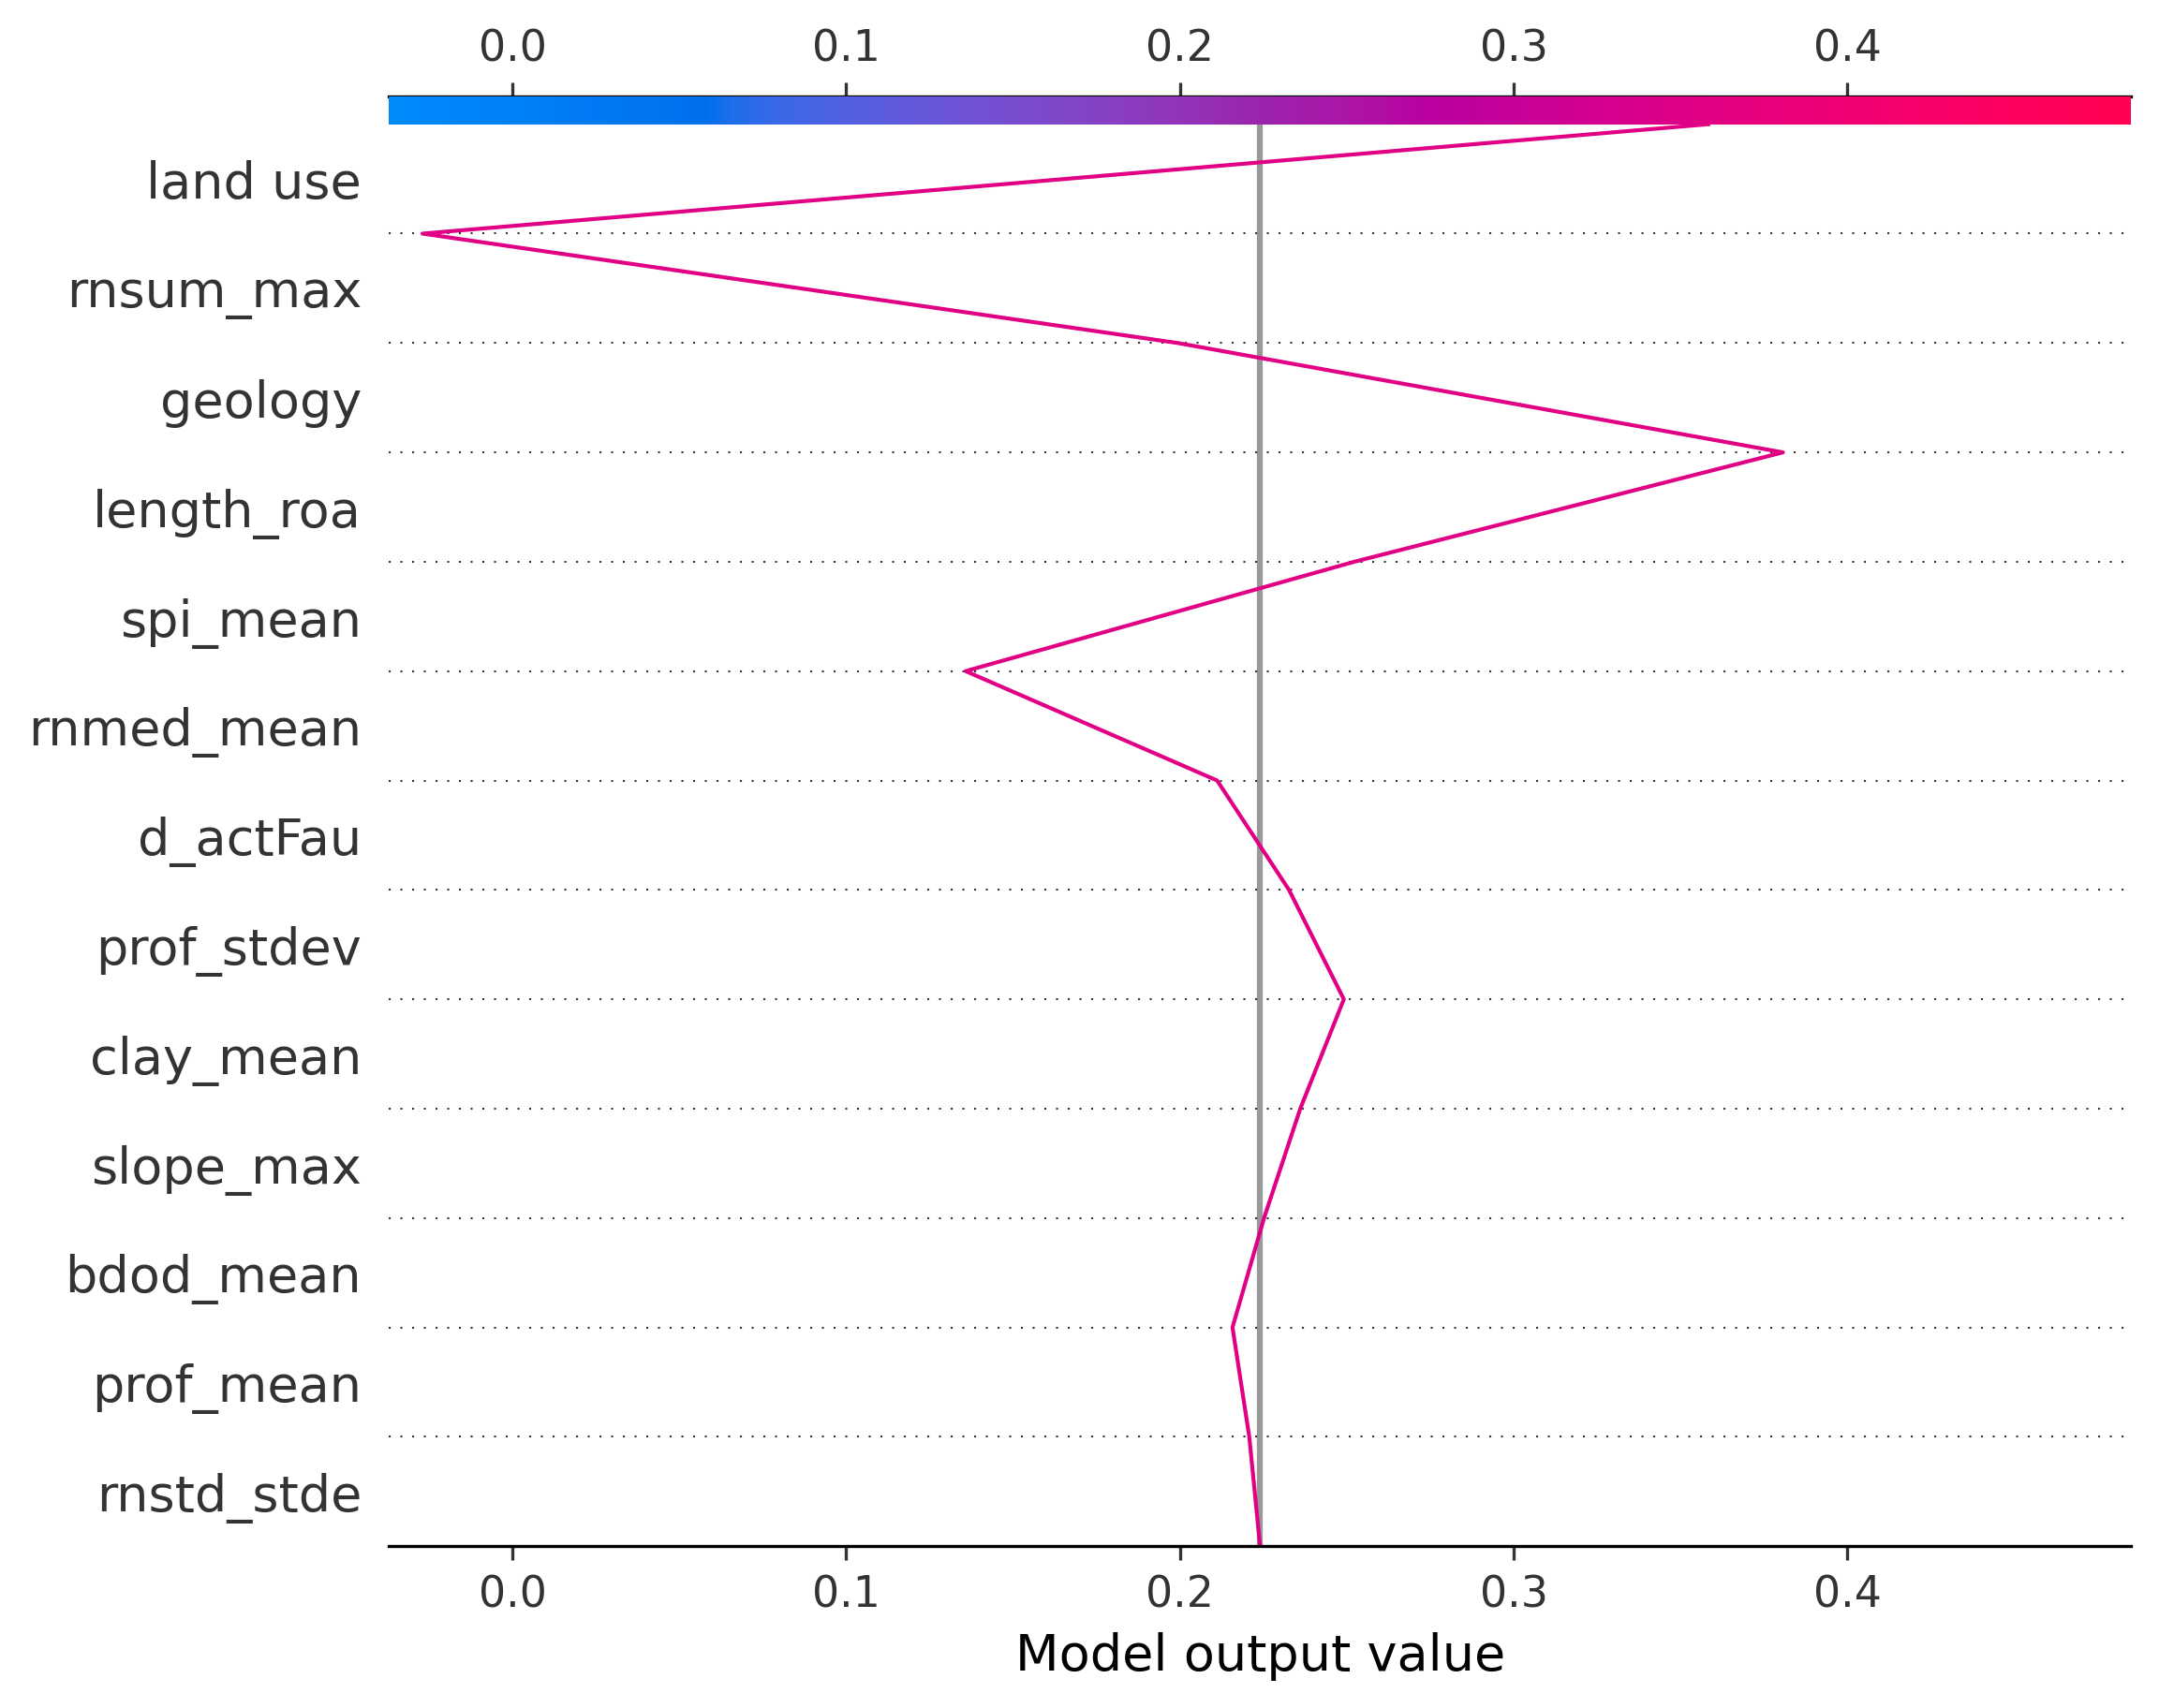 0.0 0.1 0.2 0.3 0.4
land use
rnsum_max
geology
length_roa
spi_mean
rnmed_mean
d_actFau
prof_stdev
clay_mean
slope_max
bdod_mean
prof_mean
rnstd_stde
0.0 0.1 0.2 0.3 0.4
Model output value